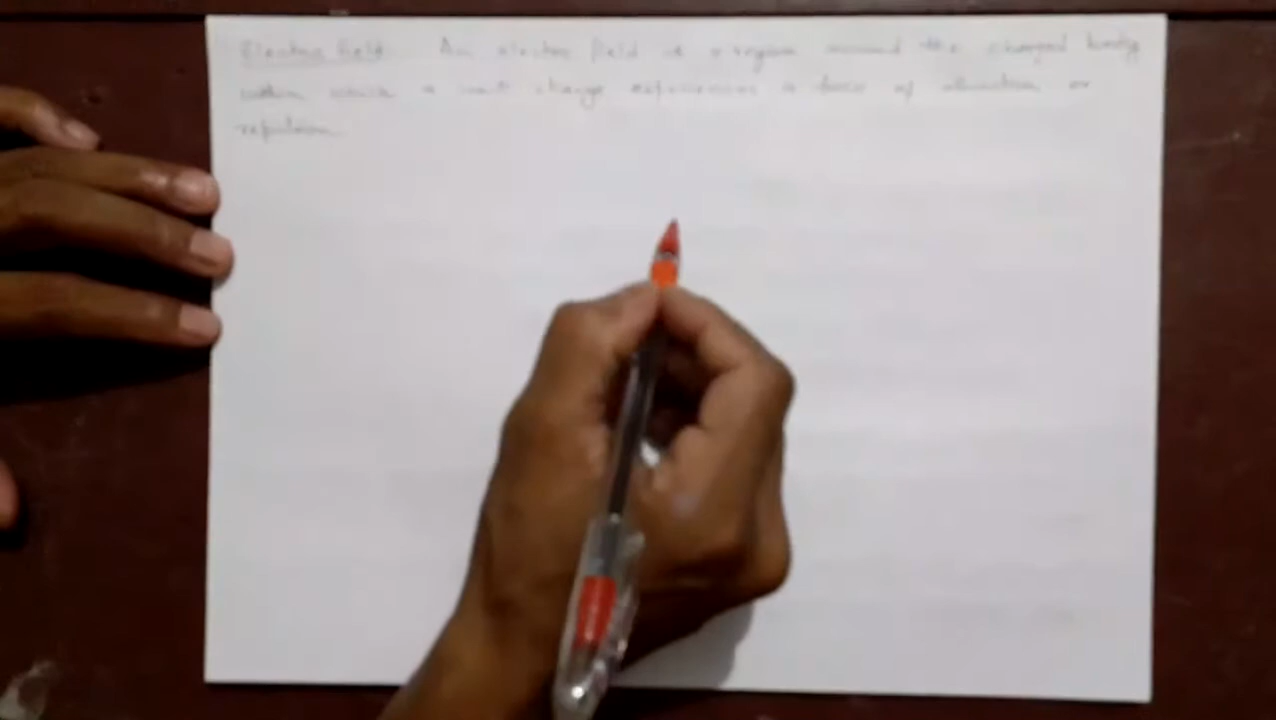 Electric field : An electric field is a region around the charged body
within which a unit charge experiences a force of attraction or
repulsion